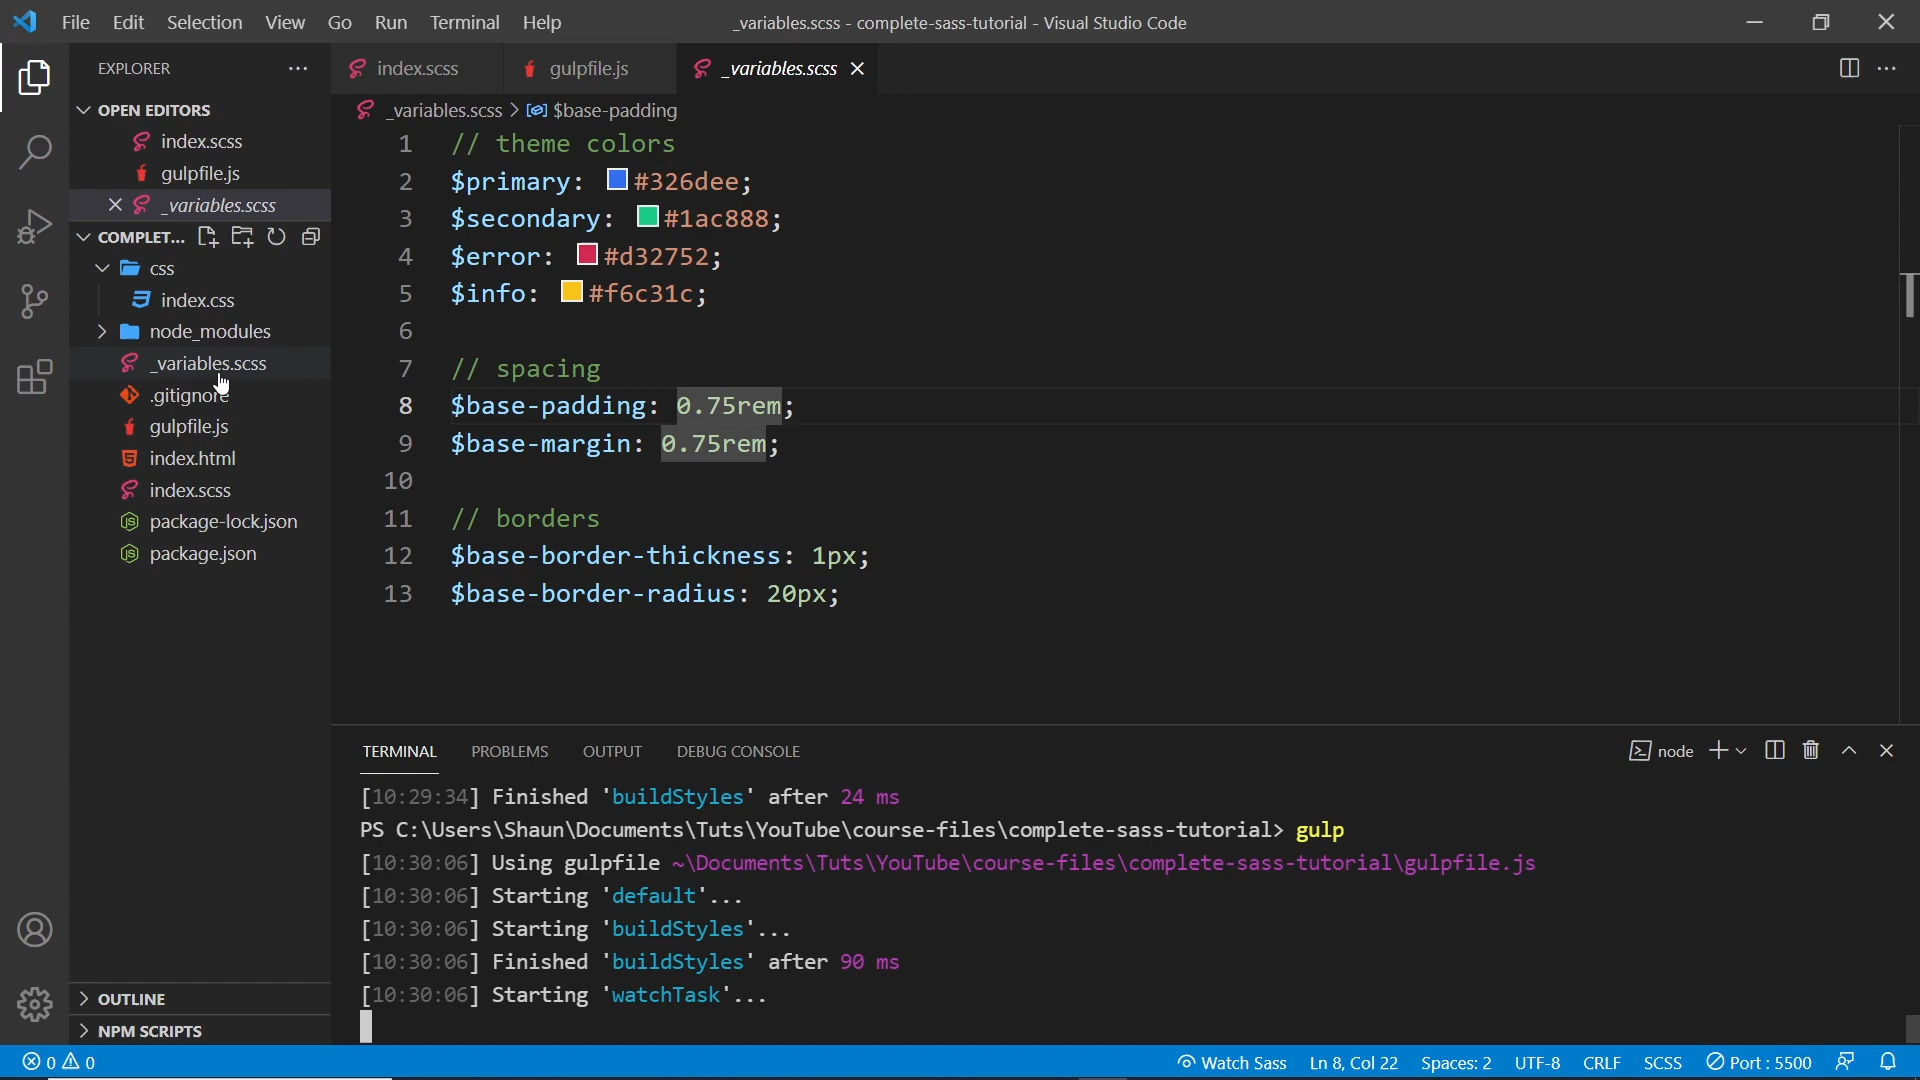 File Edit Selection View Go Run Terminal Help
_variables.scss - complete-sass-tutorial - Visual Studio Code
EXPLORER
OPEN EDITORS
index.scss
gulpfile.js
_variables.scss
COMPLET...
css
index.css
node_modules
_variables.scss
.gitignore
gulpfile.js
index.html
index.scss
package-lock.json
package.json
OUTLINE
NPM SCRIPTS
index.scss gulpfile.js _variables.scss
_variables.scss > $base-padding
1 // theme colors
2 $primary: #326dee;
3 $secondary: #1ac888;
4 $error: #d32752;
5 $info: #f6c31c;
6
7 // spacing
8 $base-padding: 0.75rem;
9 $base-margin: 0.75rem;
10
11 // borders
12 $base-border-thickness: 1px;
13 $base-border-radius: 20px;
TERMINAL PROBLEMS OUTPUT DEBUG CONSOLE
node
[10:29:34] Finished 'buildStyles' after 24 ms
PS C:\Users\Shaun\Documents\Tuts\YouTube\course-files\complete-sass-tutorial> gulp
[10:30:06] Using gulpfile ~\Documents\Tuts\YouTube\course-files\complete-sass-tutorial\gulpfile.js
[10:30:06] Starting 'default'...
[10:30:06] Starting 'buildStyles'...
[10:30:06] Finished 'buildStyles' after 90 ms
[10:30:06] Starting 'watchTask'...
0 0
Watch Sass Ln 8, Col 22 Spaces: 2 UTF-8 CRLF SCSS Port : 5500